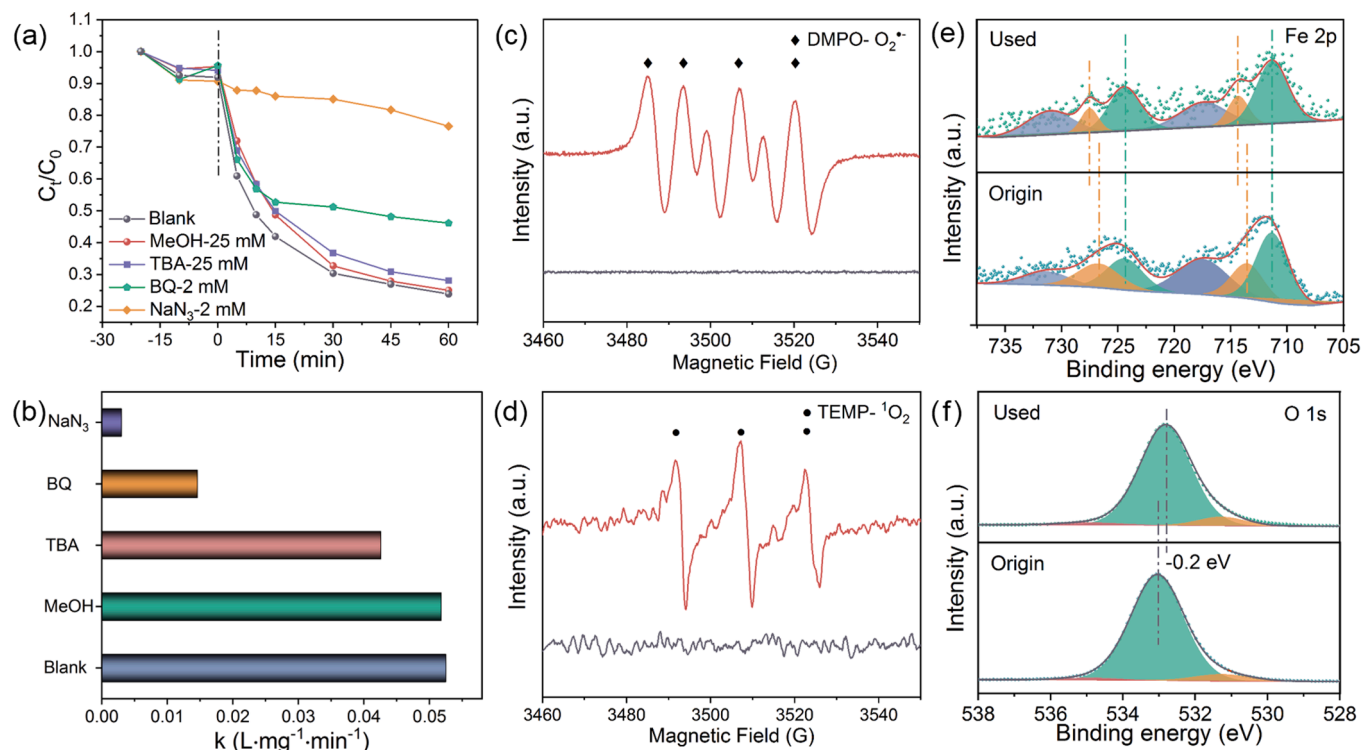 (a)
1.0
0.9
0.8
0.7
0.6
0.5
0.4
0.3
0.2
Cₜ/C₀
Blank
MeOH-25 mM
TBA-25 mM
BQ-2 mM
NaN₃-2 mM
-30 -15 0 15 30 45 60
Time (min)
(b)
NaN₃
BQ
TBA
MeOH
Blank
0.00 0.01 0.02 0.03 0.04 0.05
k (L·mg⁻¹·min⁻¹)
(c)
◆ DMPO- O₂•⁻
Intensity (a.u.)
3460 3480 3500 3520 3540
Magnetic Field (G)
(d)
● TEMP- ¹O₂
Intensity (a.u.)
3460 3480 3500 3520 3540
Magnetic Field (G)
(e)
Used
Fe 2p
Origin
Intensity (a.u.)
735 730 725 720 715 710 705
Binding energy (eV)
(f)
Used
O 1s
-0.2 eV
Origin
Intensity (a.u.)
538 536 534 532 530 528
Binding energy (eV)